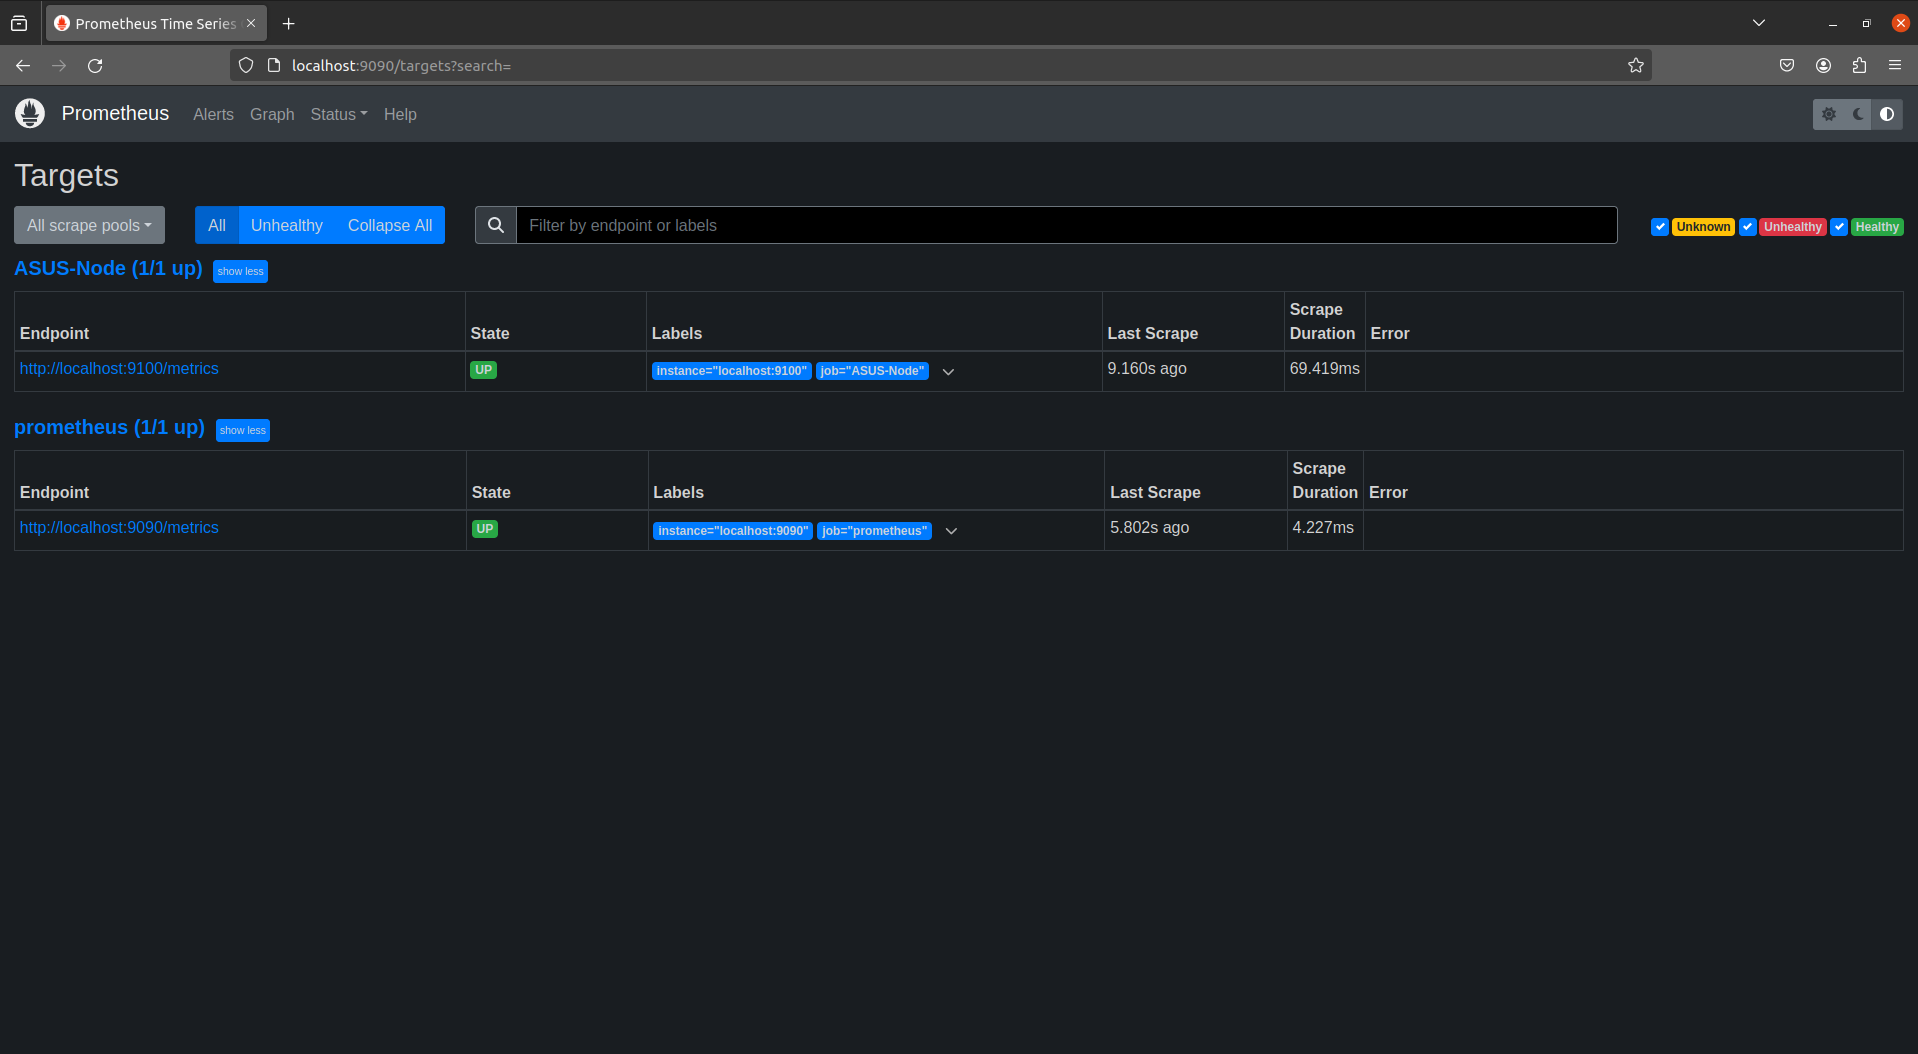 Prometheus Time Series
localhost:9090/targets?search=
Prometheus Alerts Graph Status Help
Targets
All scrape pools All Unhealthy Collapse All Filter by endpoint or labels Unknown Unhealthy Healthy
ASUS-Node (1/1 up) show less
Endpoint State Labels Last Scrape Scrape Duration Error
http://localhost:9100/metrics UP instance="localhost:9100" job="ASUS-Node" 9.160s ago 69.419ms
prometheus (1/1 up) show less
Endpoint State Labels Last Scrape Scrape Duration Error
http://localhost:9090/metrics UP instance="localhost:9090" job="prometheus" 5.802s ago 4.227ms